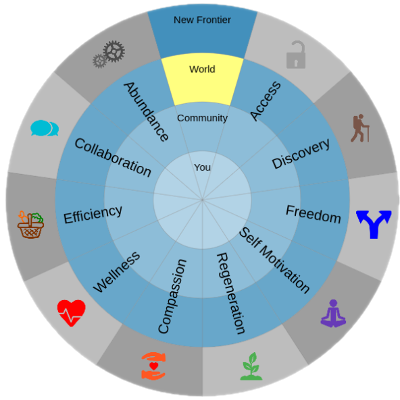 New Frontier
World
Community
You
Access
Discovery
Freedom
Self Motivation
Regeneration
Compassion
Wellness
Efficiency
Collaboration
Abundance